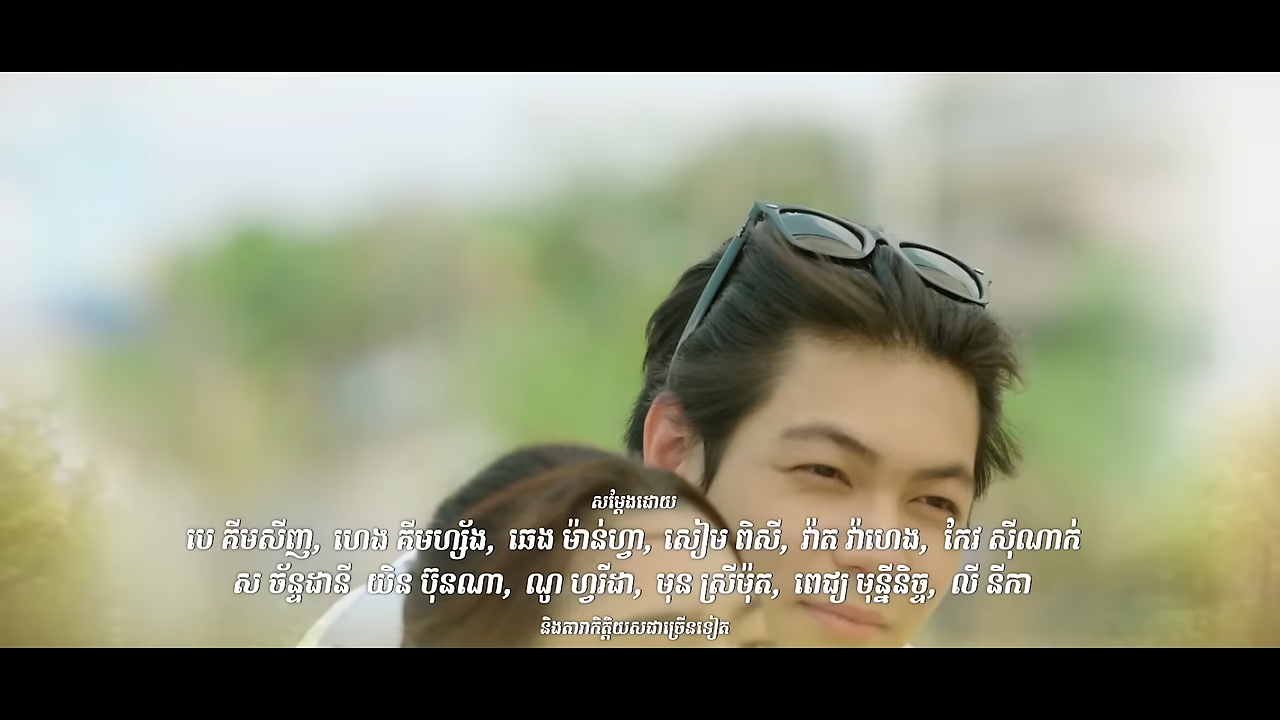 សម្ដែងដោយ
បេ គីមសីញ, ហេង គីមហ្ស័ង, ឆេង ម៉ាន់ហ្វា, សៀម ពិសី, វ៉ាត វ៉ាហេង, កែវ ស៊ីណាក់
ស ច័ន្ទដានី យិន ប៊ុនណា, ណូ ហ្វរីដា, មុន ស្រីម៉ុត, ពេជ្យ មុន្នីនិច្ច, លី នីកា
និងតារាកិត្តិយសជាច្រើនទៀត